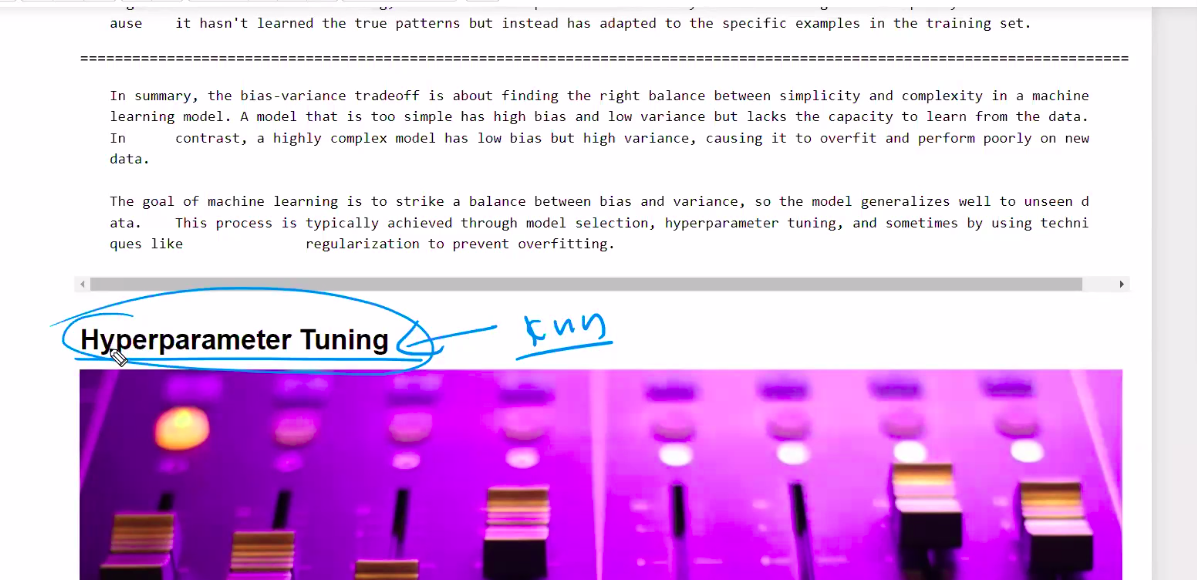 ause    it hasn't learned the true patterns but instead has adapted to the specific examples in the training set.
================================================================================================================================
In summary, the bias-variance tradeoff is about finding the right balance between simplicity and complexity in a machine
learning model. A model that is too simple has high bias and low variance but lacks the capacity to learn from the data.
In      contrast, a highly complex model has low bias but high variance, causing it to overfit and perform poorly on new
data.
The goal of machine learning is to strike a balance between bias and variance, so the model generalizes well to unseen d
ata.    This process is typically achieved through model selection, hyperparameter tuning, and sometimes by using techni
ques like               regularization to prevent overfitting.
Hyperparameter Tuning
knn